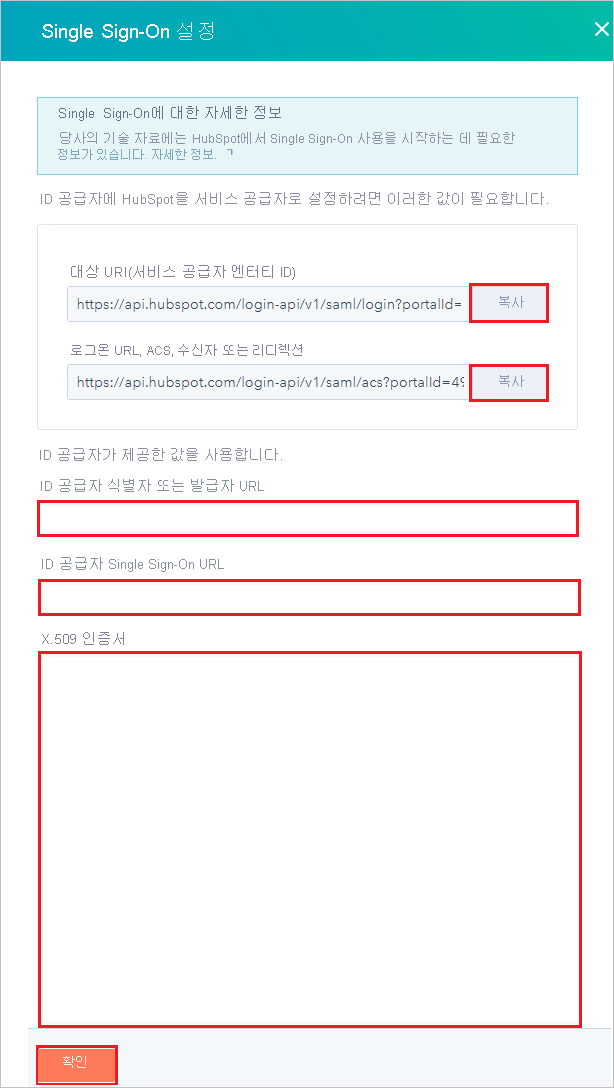 Single Sign-On 설정
Single Sign-On에 대한 자세한 정보
당사의 기술 자료에는 HubSpot에서 Single Sign-On 사용을 시작하는 데 필요한
정보가 있습니다. 자세한 정보. ㄱ
ID 공급자에 HubSpot을 서비스 공급자로 설정하려면 이러한 값이 필요합니다.
대상 URI(서비스 공급자 엔터티 ID)
https://api.hubspot.com/login-api/v1/saml/login?portalId= 복사
로그온 URL, ACS, 수신자 또는 리디렉션
https://api.hubspot.com/login-api/v1/saml/acs?portalId=49 복사
ID 공급자가 제공한 값을 사용합니다.
ID 공급자 식별자 또는 발급자 URL
ID 공급자 Single Sign-On URL
X.509 인증서
확인